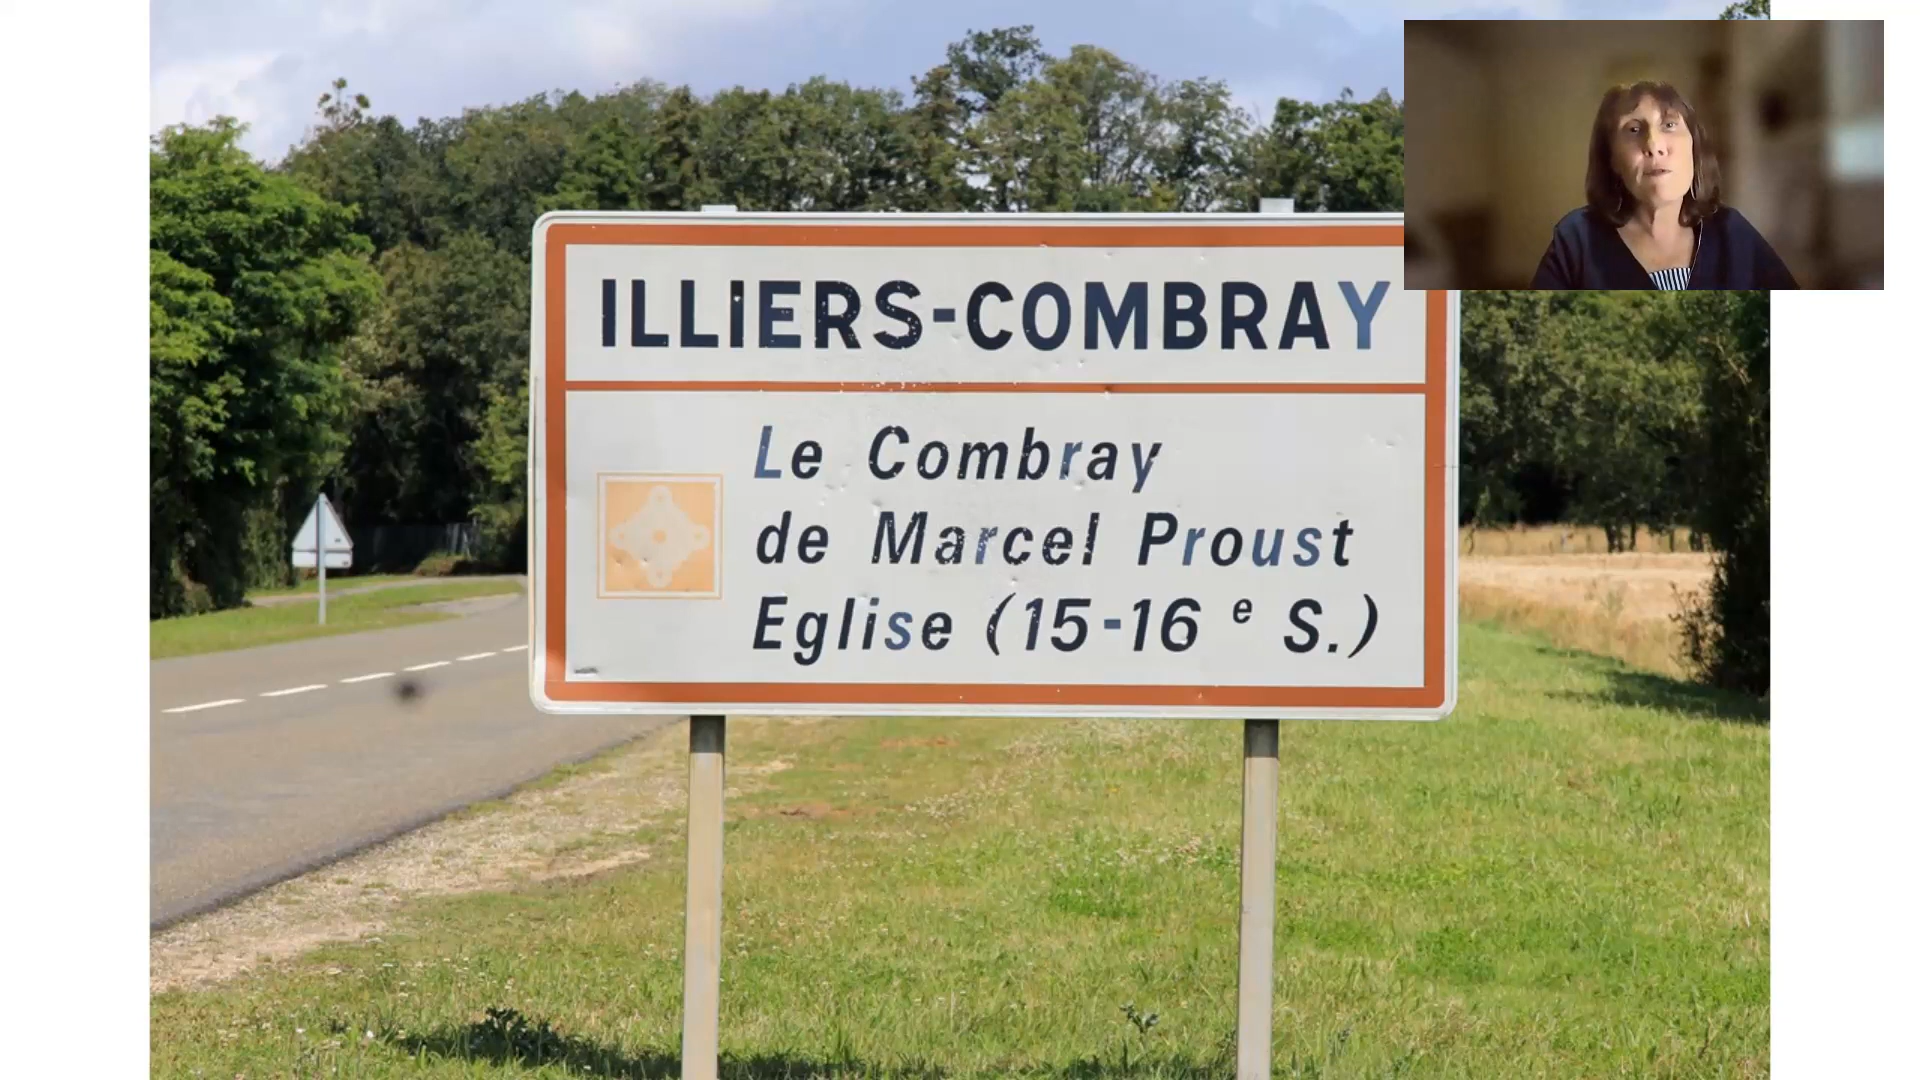 ILLIERS-COMBRAY
Le Combray
de Marcel Proust
Eglise (15-16 e S.)